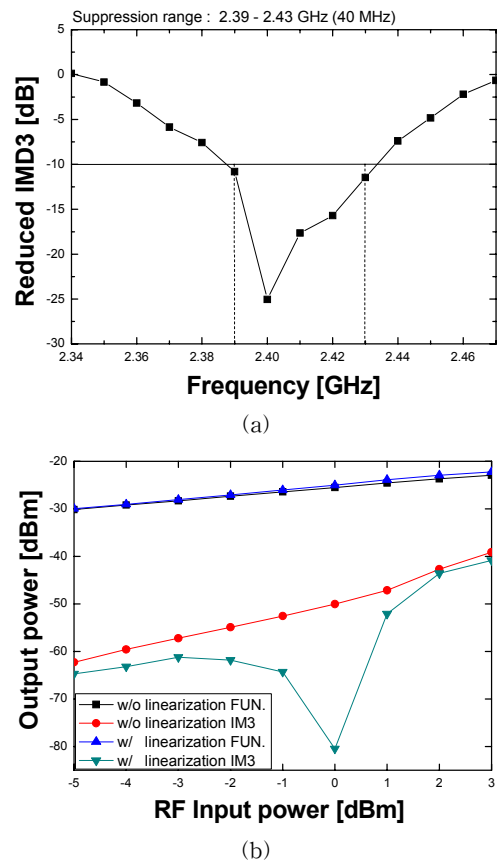 Suppression range : 2.39 - 2.43 GHz (40 MHz)
Reduced IMD3 [dB]
5
0
-5
-10
-15
-20
-25
-30
2.34 2.36 2.38 2.40 2.42 2.44 2.46
Frequency [GHz]
(a)
Output power [dBm]
-20
-30
-40
-50
-60
-70
-80
w/o linearization FUN.
w/o linearization IM3
w/ linearization FUN.
w/ linearization IM3
-5 -4 -3 -2 -1 0 1 2 3
RF Input power [dBm]
(b)